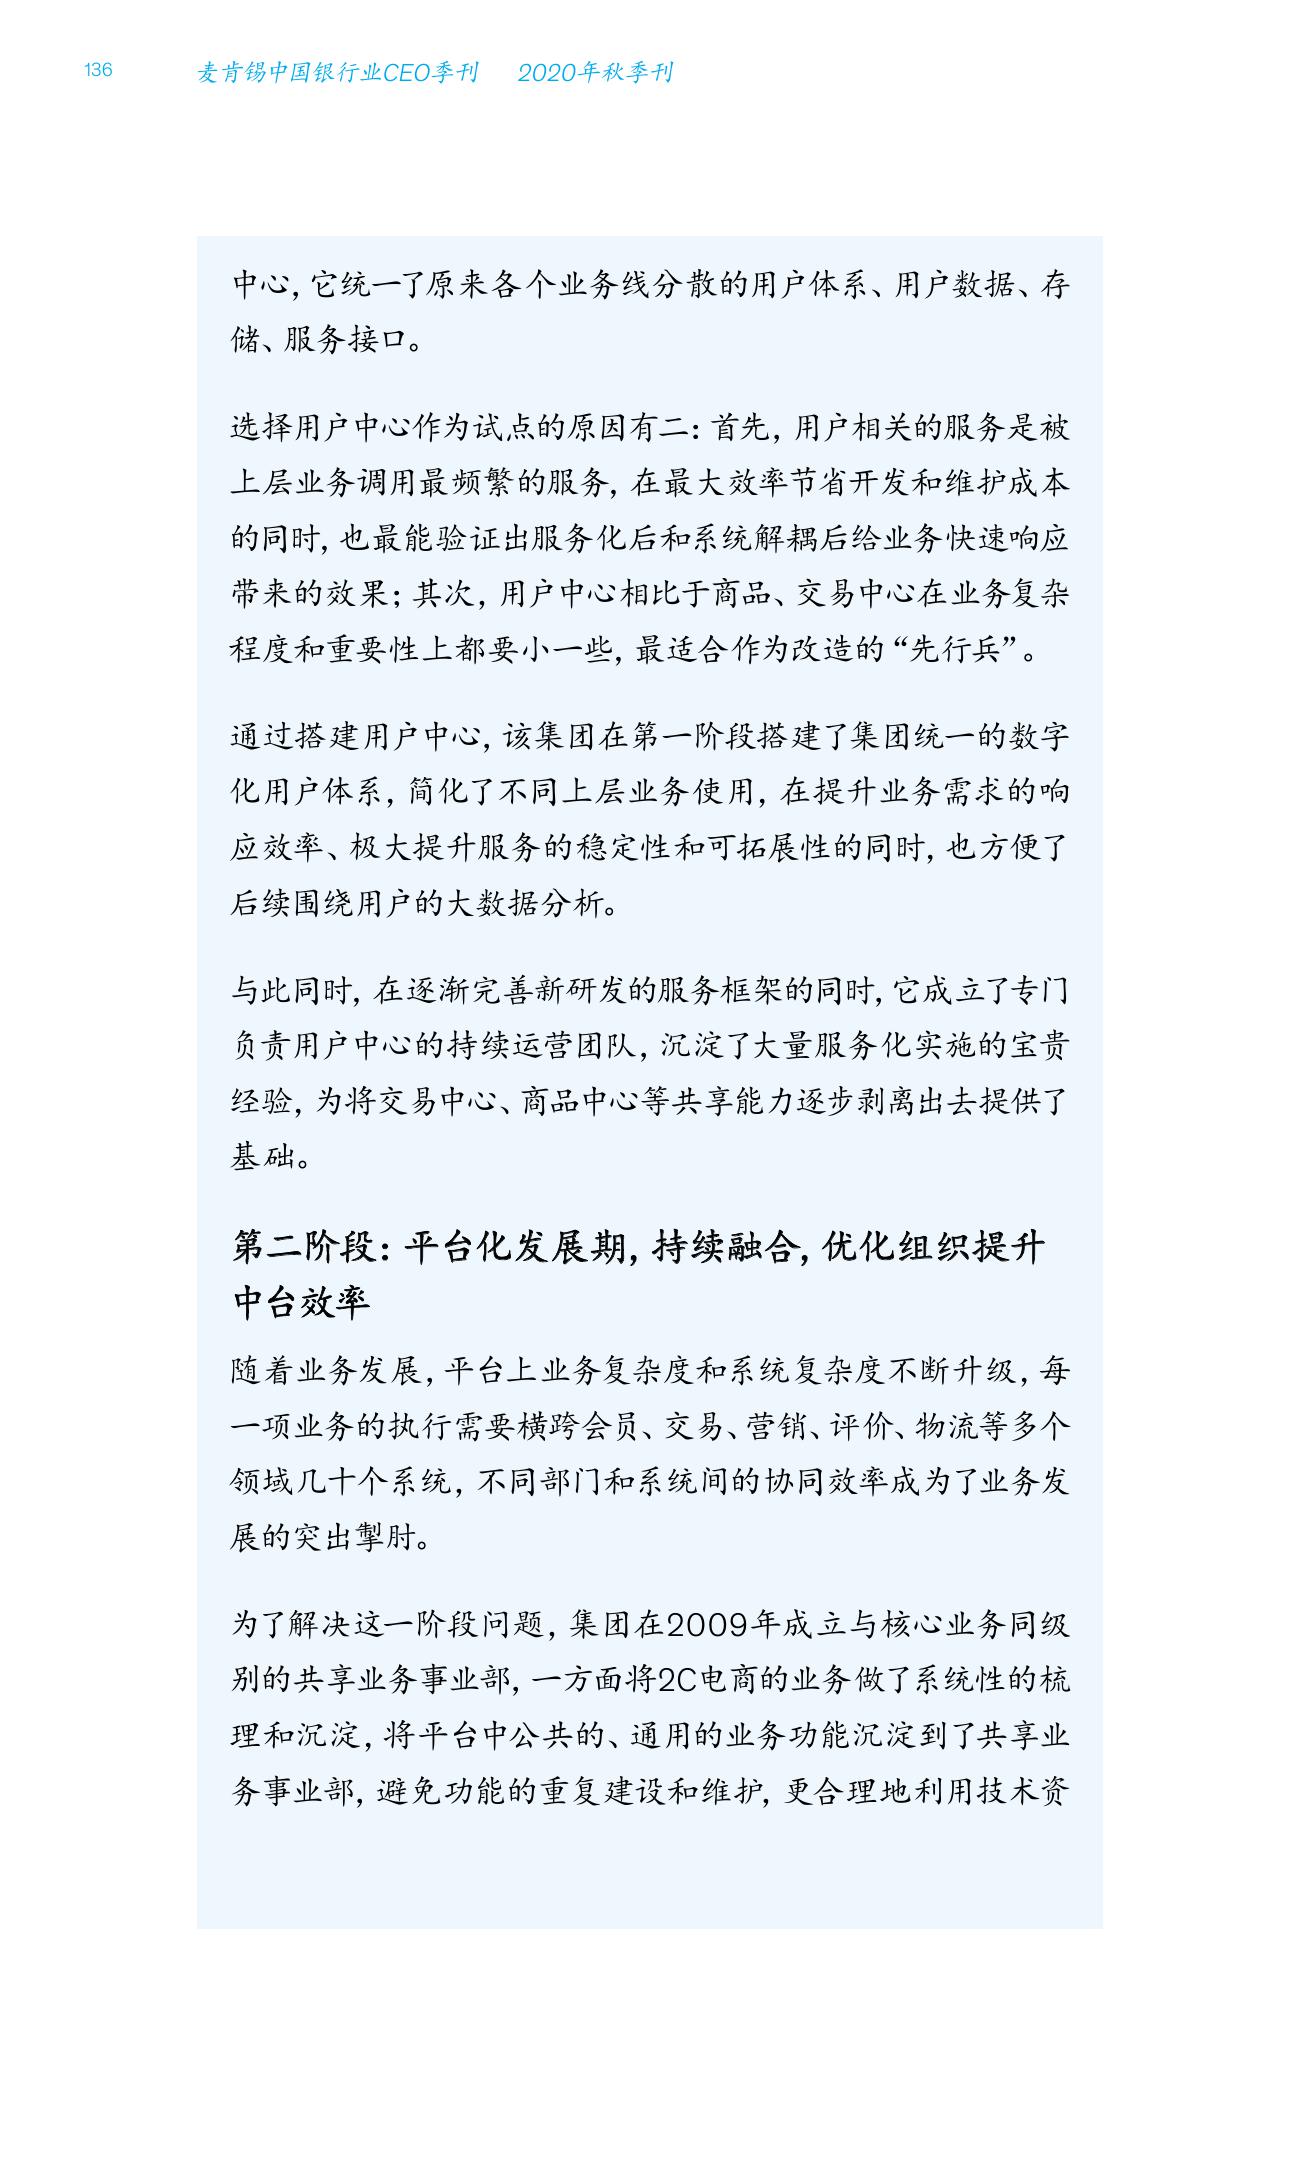 136
麦肯锡中国银行业CEO季刊 2020年秋季刊
中心，它统一了原来各个业务线分散的用户体系、用户数据、存
储、服务接口。
选择用户中心作为试点的原因有二：首先，用户相关的服务是被
上层业务调用最频繁的服务，在最大效率节省开发和维护成本
的同时，也最能验证出服务化后和系统解耦后给业务快速响应
带来的效果；其次，用户中心相比于商品、交易中心在业务复杂
程度和重要性上都要小一些，最适合作为改造的“先行兵”。
通过搭建用户中心，该集团在第一阶段搭建了集团统一的数字
化用户体系，简化了不同上层业务使用，在提升业务需求的响
应效率、极大提升服务的稳定性和可拓展性的同时，也方便了
后续围绕用户的大数据分析。
与此同时，在逐渐完善新研发的服务框架的同时，它成立了专门
负责用户中心的持续运营团队，沉淀了大量服务化实施的宝贵
经验，为将交易中心、商品中心等共享能力逐步剥离出去提供了
基础。
第二阶段：平台化发展期，持续融合，优化组织提升
中台效率
随着业务发展，平台上业务复杂度和系统复杂度不断升级，每
一项业务的执行需要横跨会员、交易、营销、评价、物流等多个
领域几十个系统，不同部门和系统间的协同效率成为了业务发
展的突出掣肘。
为了解决这一阶段问题，集团在2009年成立与核心业务同级
别的共享业务事业部，一方面将2C电商的业务做了系统性的梳
理和沉淀，将平台中公共的、通用的业务功能沉淀到了共享业
务事业部，避免功能的重复建设和维护，更合理地利用技术资